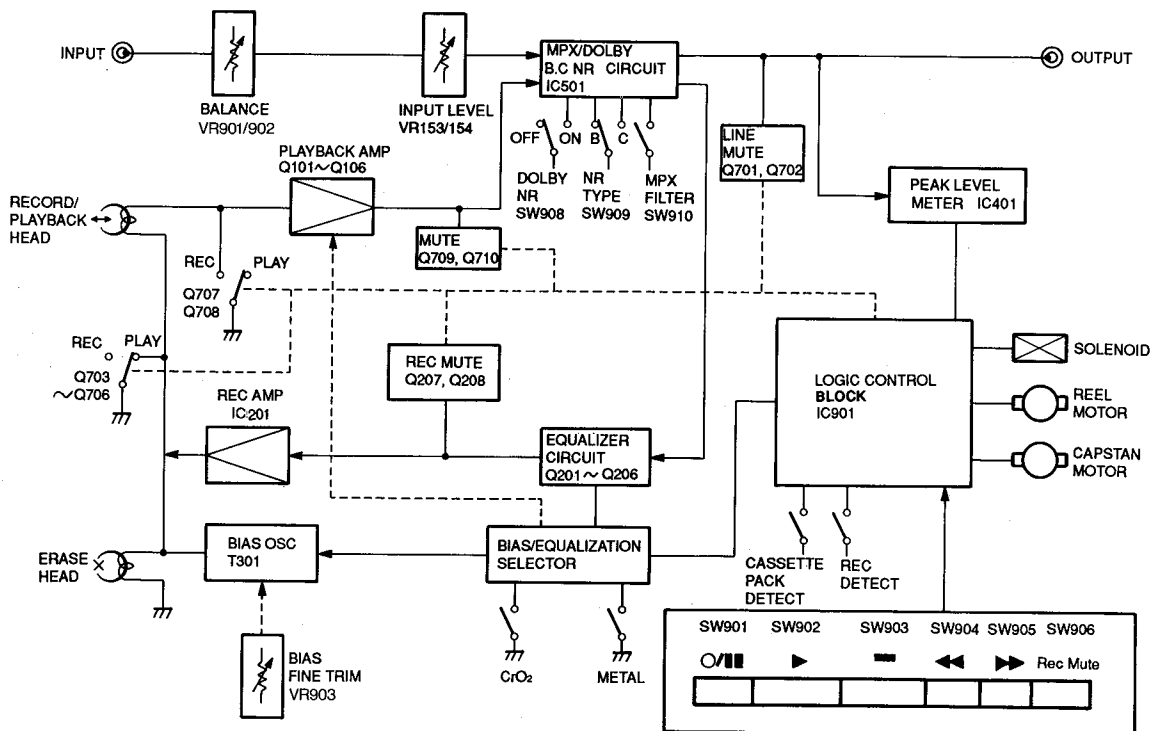 INPUT
BALANCE
VR901/902
INPUT LEVEL
VR153/154
MPX/DOLBY
B.C NR CIRCUIT
IC501
OUTPUT
OFF
ON
B
C
DOLBY
NR
SW908
NR
TYPE
SW909
MPX
FILTER
SW910
LINE
MUTE
Q701, Q702
PLAYBACK AMP
Q101～Q106
PEAK LEVEL
METER IC401
RECORD/
PLAYBACK
HEAD
MUTE
Q709, Q710
REC
PLAY
Q707
Q708
REC
PLAY
Q703
～Q706
REC MUTE
Q207, Q208
REC AMP
IC201
EQUALIZER
CIRCUIT
Q201～Q206
LOGIC CONTROL
BLOCK
IC901
SOLENOID
REEL
MOTOR
CAPSTAN
MOTOR
ERASE
HEAD
BIAS OSC
T301
BIAS/EQUALIZATION
SELECTOR
CASSETTE
PACK
DETECT
REC
DETECT
BIAS
FINE TRIM
VR903
CrO₂
METAL
SW901 SW902 SW903 SW904 SW905 SW906
Rec Mute